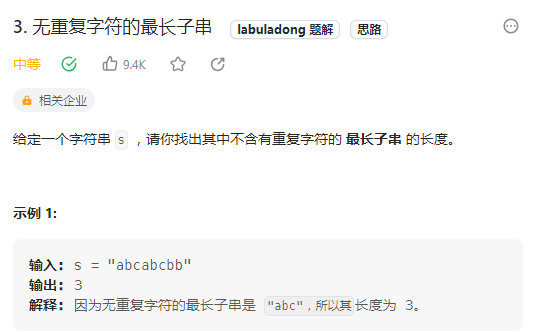 3. 无重复字符的最长子串 labuladong 题解 思路
中等 9.4K
相关企业
给定一个字符串 s ，请你找出其中不含有重复字符的 最长子串 的长度。
示例 1:
输入: s = "abcabcbb"
输出: 3
解释: 因为无重复字符的最长子串是 "abc"，所以其长度为 3。